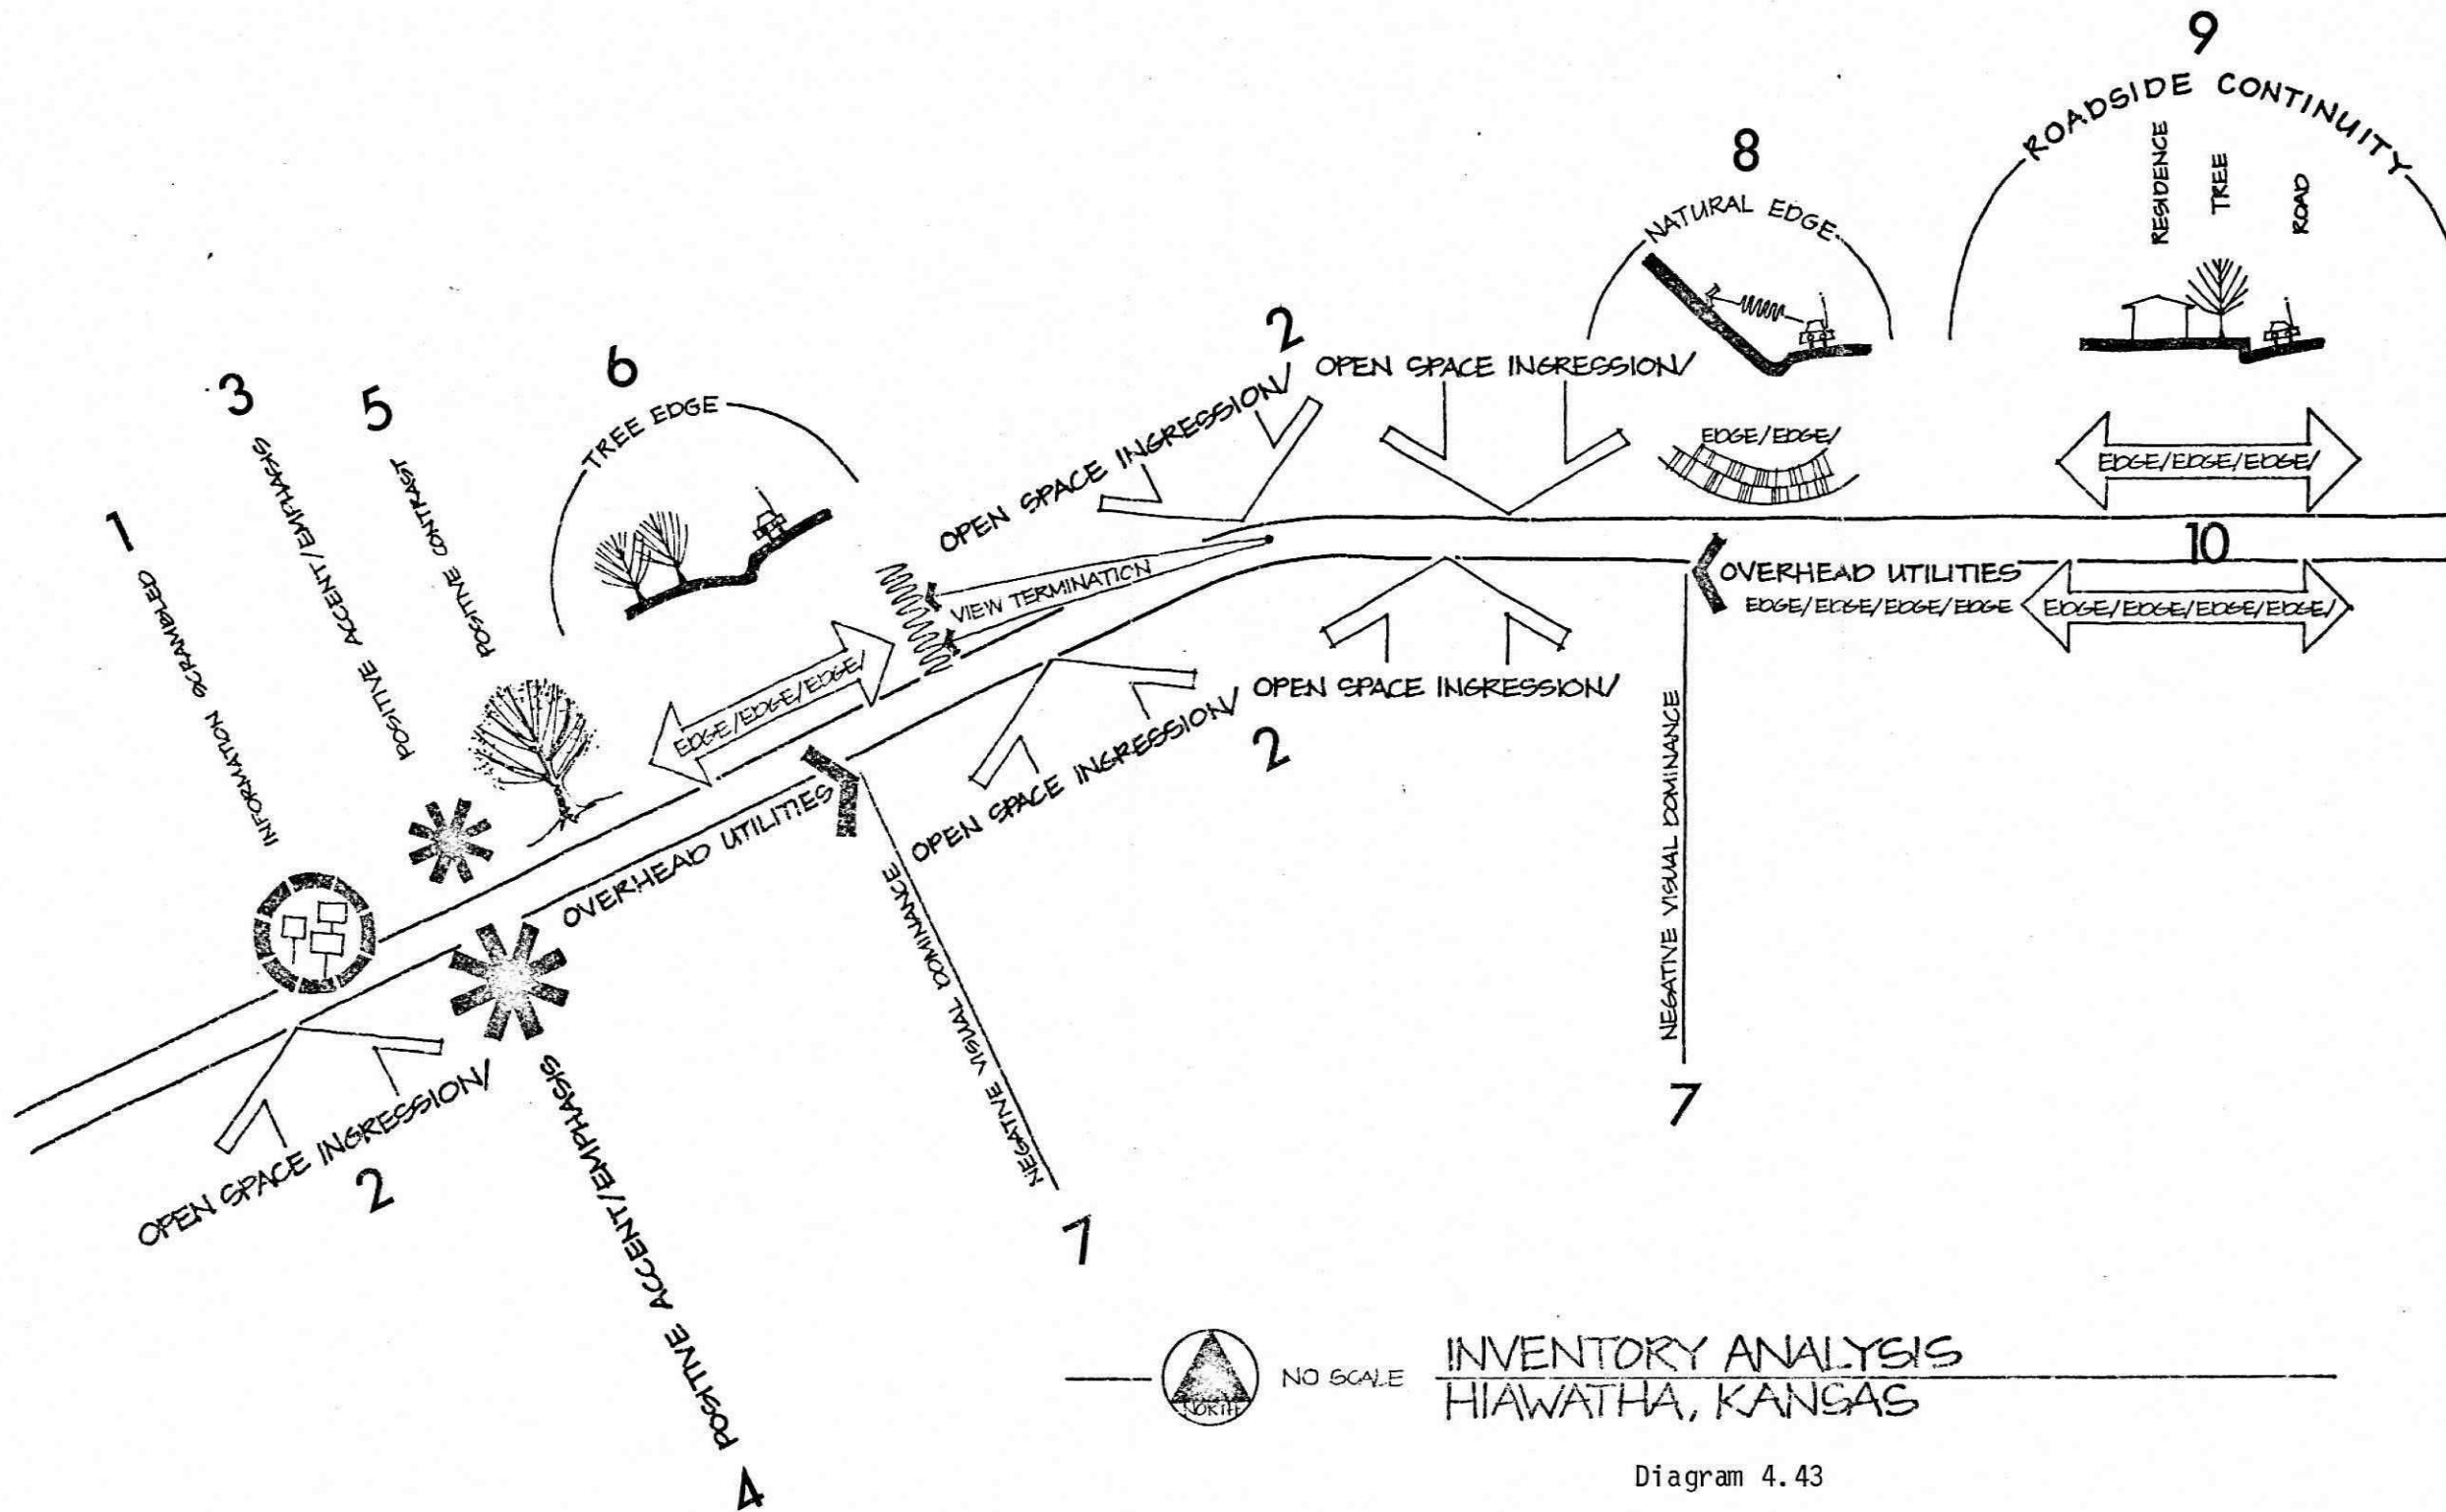 9
ROADSIDE CONTINUITY
RESIDENCE
TREE
ROAD
8
NATURAL EDGE
2
OPEN SPACE INGRESSION/
OPEN SPACE INGRESSION/
6
TREE EDGE
3
POSITIVE ACCENT/EMPHASIS
5
POSITIVE CONTRAST
1
INFORMATION SCRAMBLED
EDGE/EDGE/
EDGE/EDGE/EDGE/
10
VIEW TERMINATION
OVERHEAD UTILITIES
EDGE/EDGE/EDGE/EDGE
EDGE/EDGE/EDGE/EDGE/
EDGE/EDGE/EDGE/
OPEN SPACE INGRESSION/
2
OPEN SPACE INGRESSION/
OVERHEAD UTILITIES
NEGATIVE VISUAL DOMINANCE
7
NEGATIVE VISUAL DOMINANCE
7
OPEN SPACE INGRESSION/
2
POSITIVE ACCENT/EMPHASIS
4
NORTH
NO SCALE
INVENTORY ANALYSIS
HIAWATHA, KANSAS
Diagram 4.43